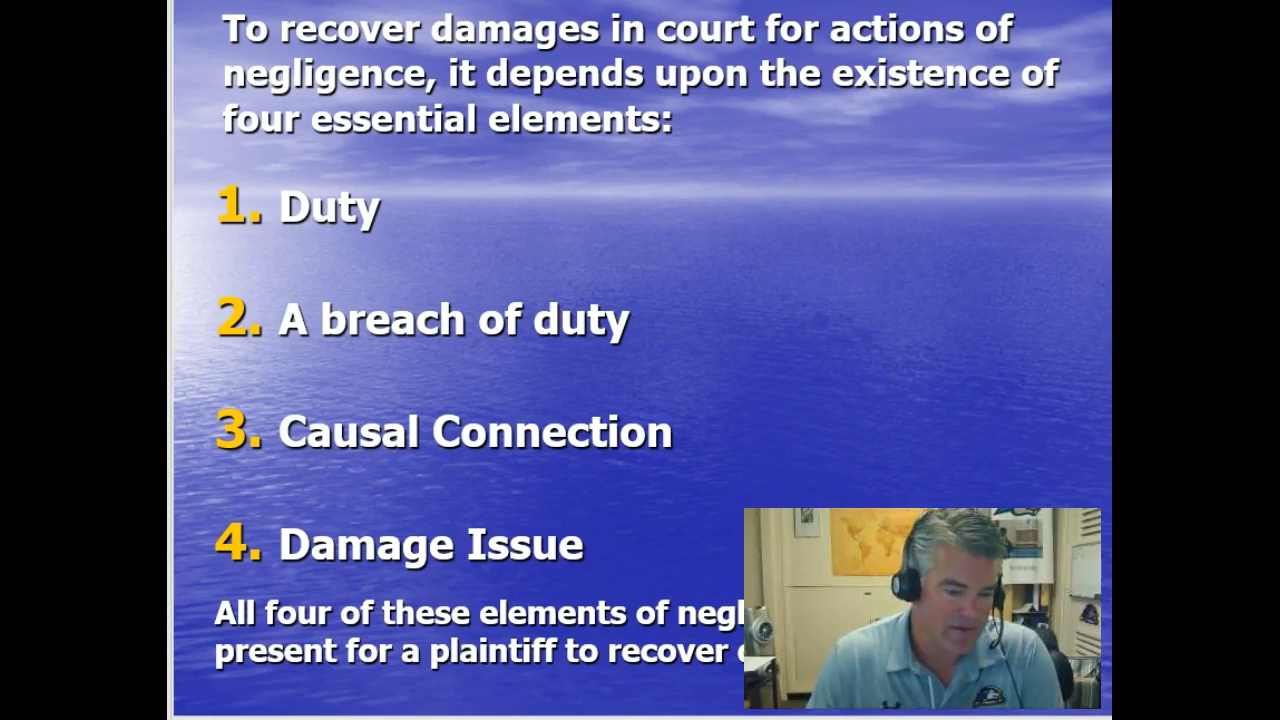 To recover damages in court for actions of
negligence, it depends upon the existence of
four essential elements:
1. Duty
2. A breach of duty
3. Causal Connection
4. Damage Issue
All four of these elements of
present for a plaintiff to recover